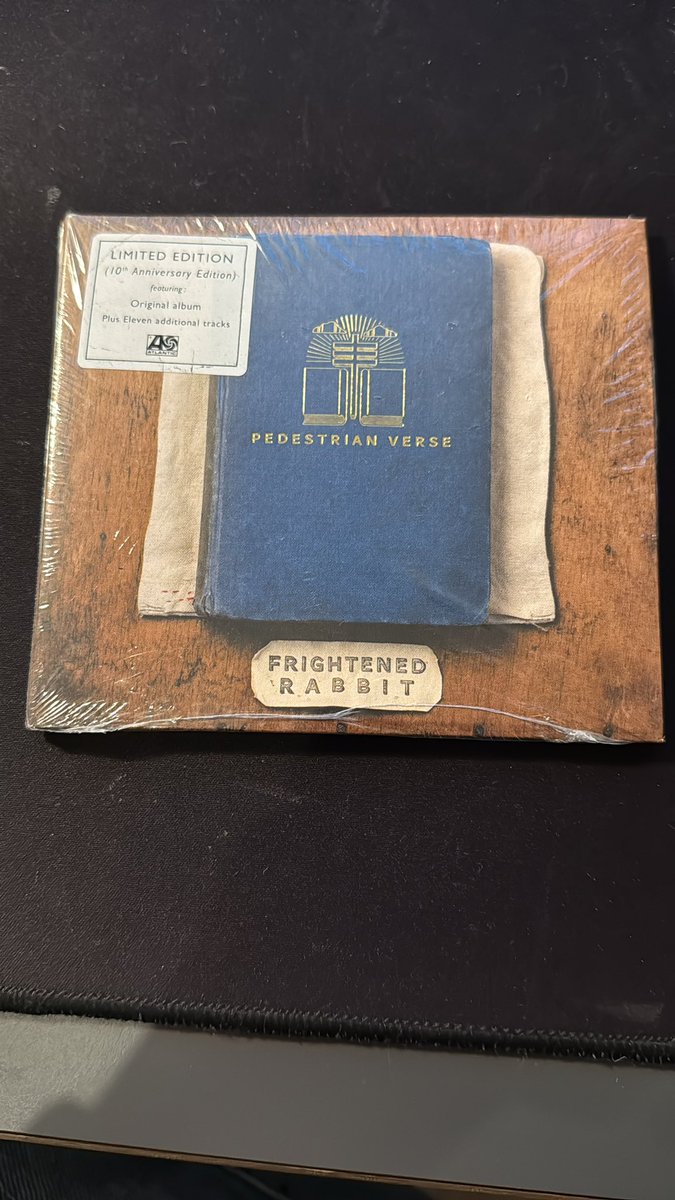 LIMITED EDITION
(10th Anniversary Edition)
featuring:
Original album
Plus Eleven additional tracks
ATLANTIC
PEDESTRIAN VERSE
FRIGHTENED
RABBIT